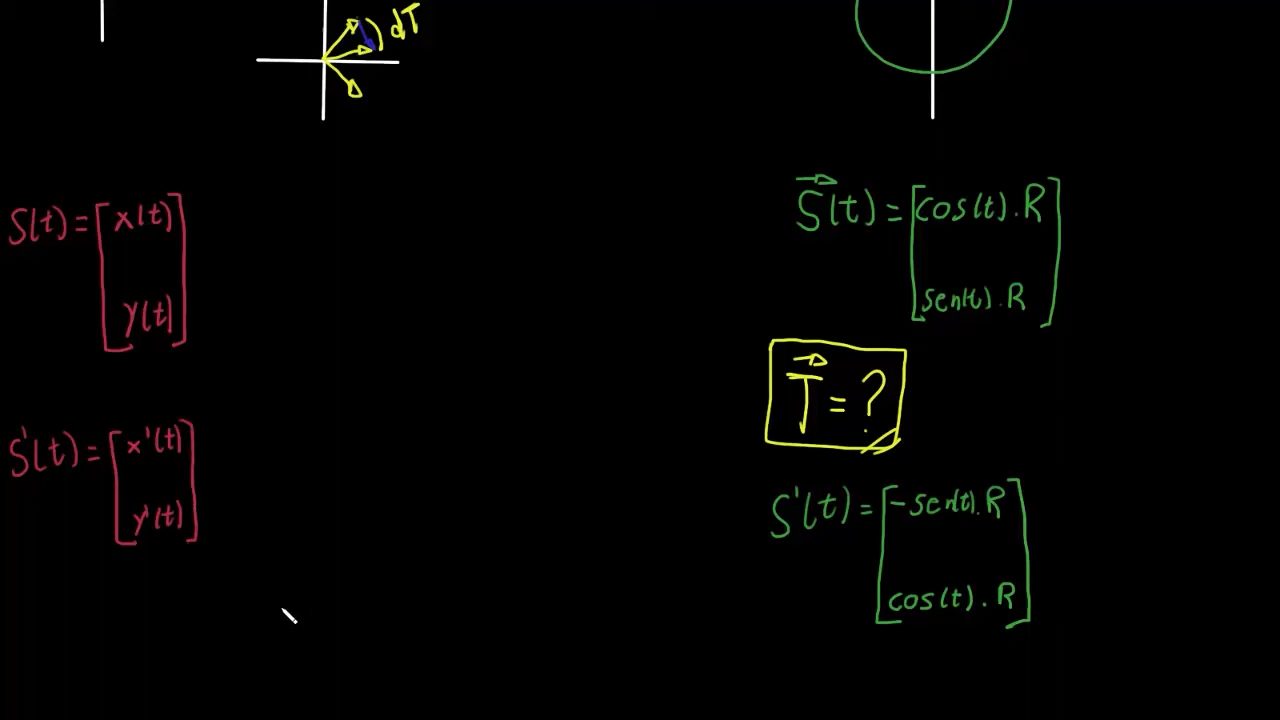 dT
S(t) = [x(t)
y(t)]
S'(t) = [x'(t)
y'(t)]
S⃗(t) = [cos(t).R
sen(t).R]
T⃗ = ?
S'(t) = [-sen(t).R
cos(t).R]